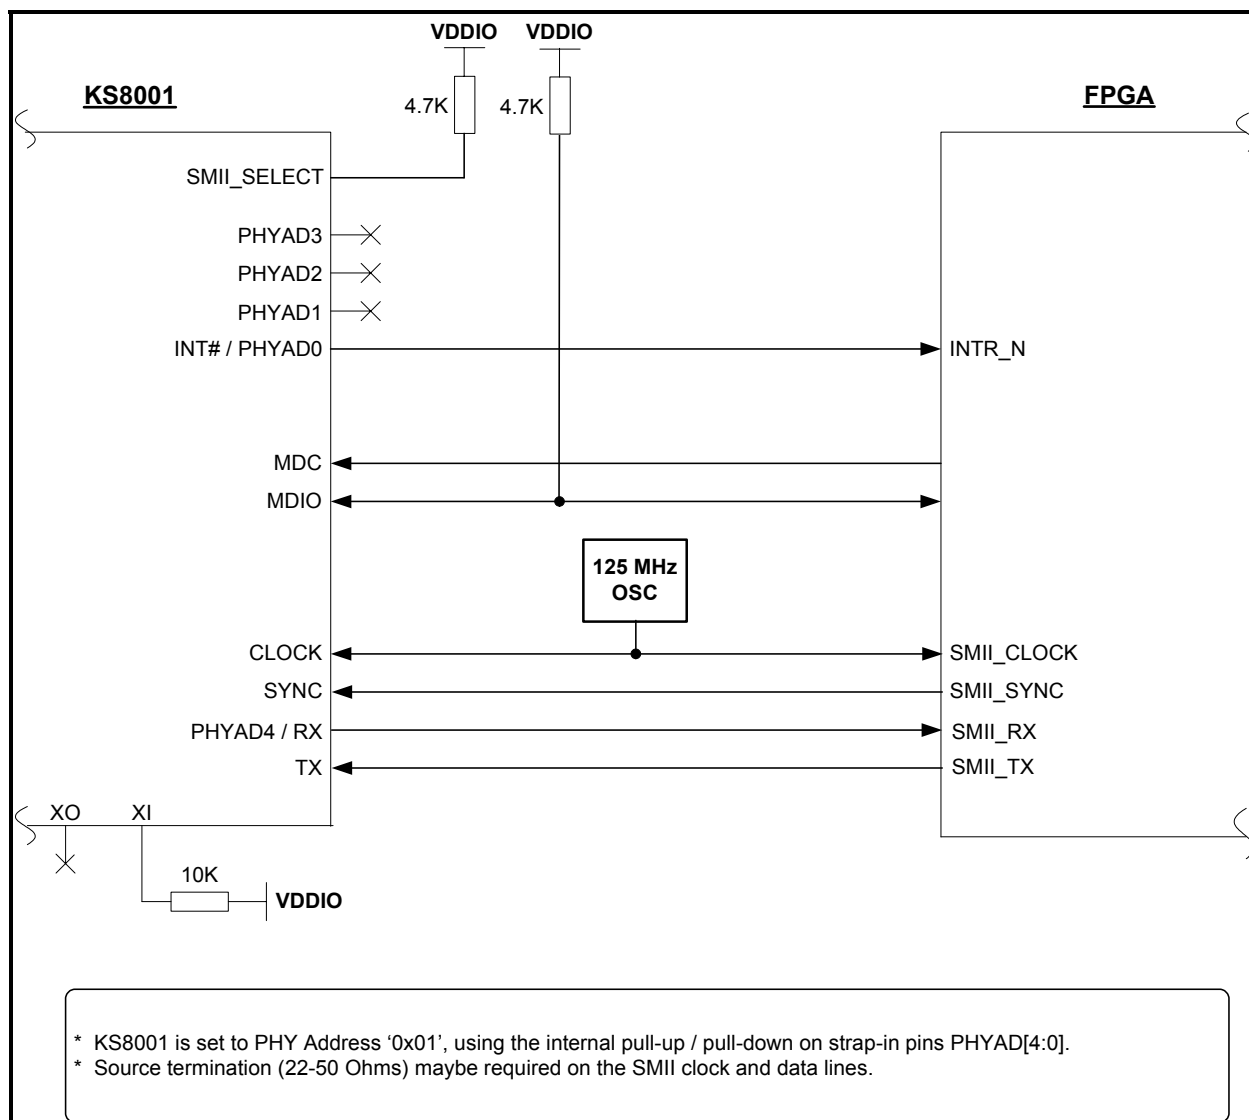 VDDIO VDDIO
KS8001
4.7K 4.7K
FPGA
SMII_SELECT
PHYAD3
PHYAD2
PHYAD1
INT# / PHYAD0 INTR_N
MDC
MDIO
125 MHz
OSC
CLOCK SMII_CLOCK
SYNC SMII_SYNC
PHYAD4 / RX SMII_RX
TX SMII_TX
XO XI
10K
VDDIO
* KS8001 is set to PHY Address ‘0x01’, using the internal pull-up / pull-down on strap-in pins PHYAD[4:0].
* Source termination (22-50 Ohms) maybe required on the SMII clock and data lines.